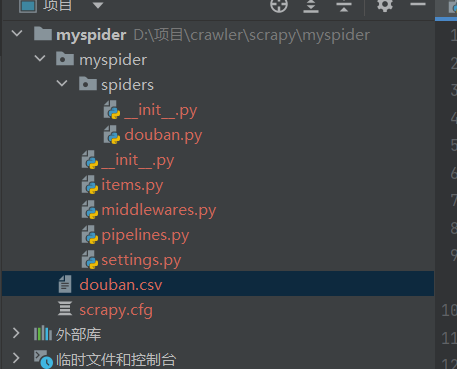 项目
myspider D:\项目\crawler\scrapy\myspider
myspider
spiders
__init__.py
douban.py
__init__.py
items.py
middlewares.py
pipelines.py
settings.py
douban.csv
scrapy.cfg
外部库
临时文件和控制台
1
2
3
4
5
6
7
8
9
10
11
12